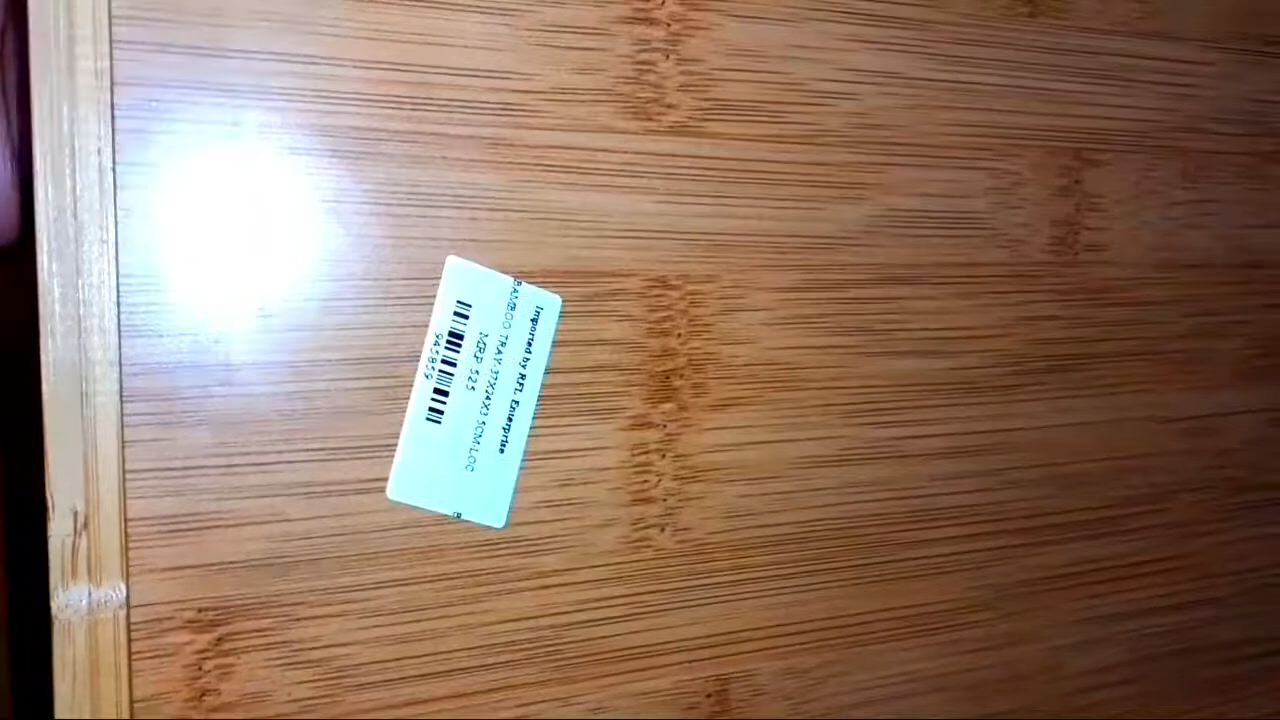 Imported by RFL Enterprise
BAMBOO TRAY-37X24X3.5CM-LOC
MRP 525
945859